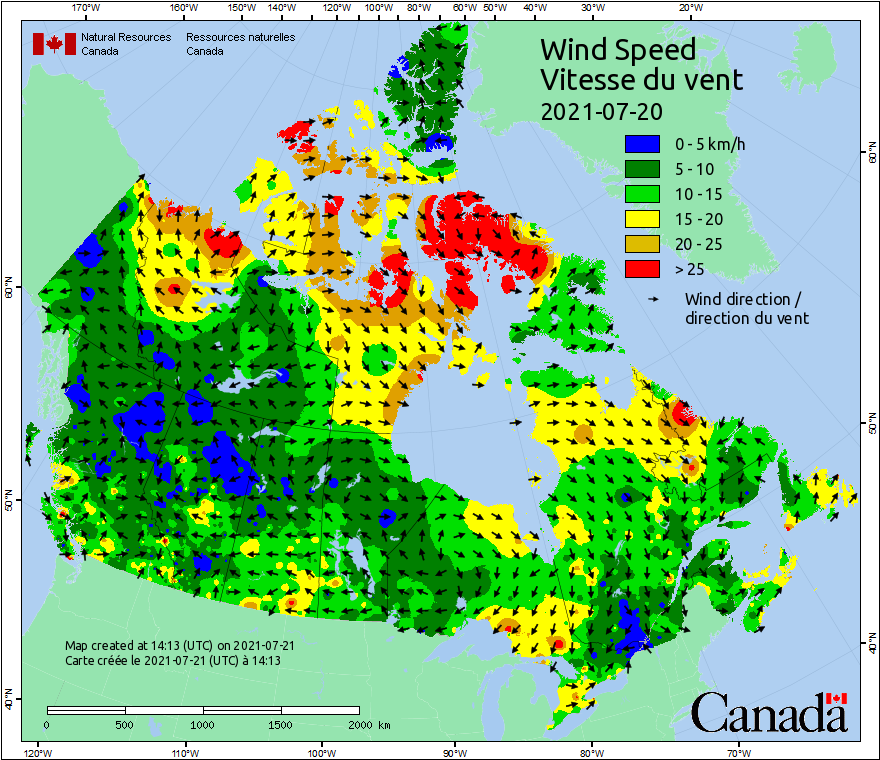 170°W 160°W 150°W 140°W 120°W 100°W 80°W 60°W 50°W 40°W 30°W 20°W
Natural Resources Ressources naturelles
Canada Canada
Wind Speed
Vitesse du vent
2021-07-20
0 - 5 km/h
5 - 10
10 - 15
15 - 20
20 - 25
> 25
Wind direction /
direction du vent
60°N
60°N
50°N
50°N
40°N
40°N
Map created at 14:13 (UTC) on 2021-07-21
Carte créée le 2021-07-21 (UTC) à 14:13
0 500 1000 1500 2000 km
Canada
120°W 110°W 100°W 90°W 80°W 70°W